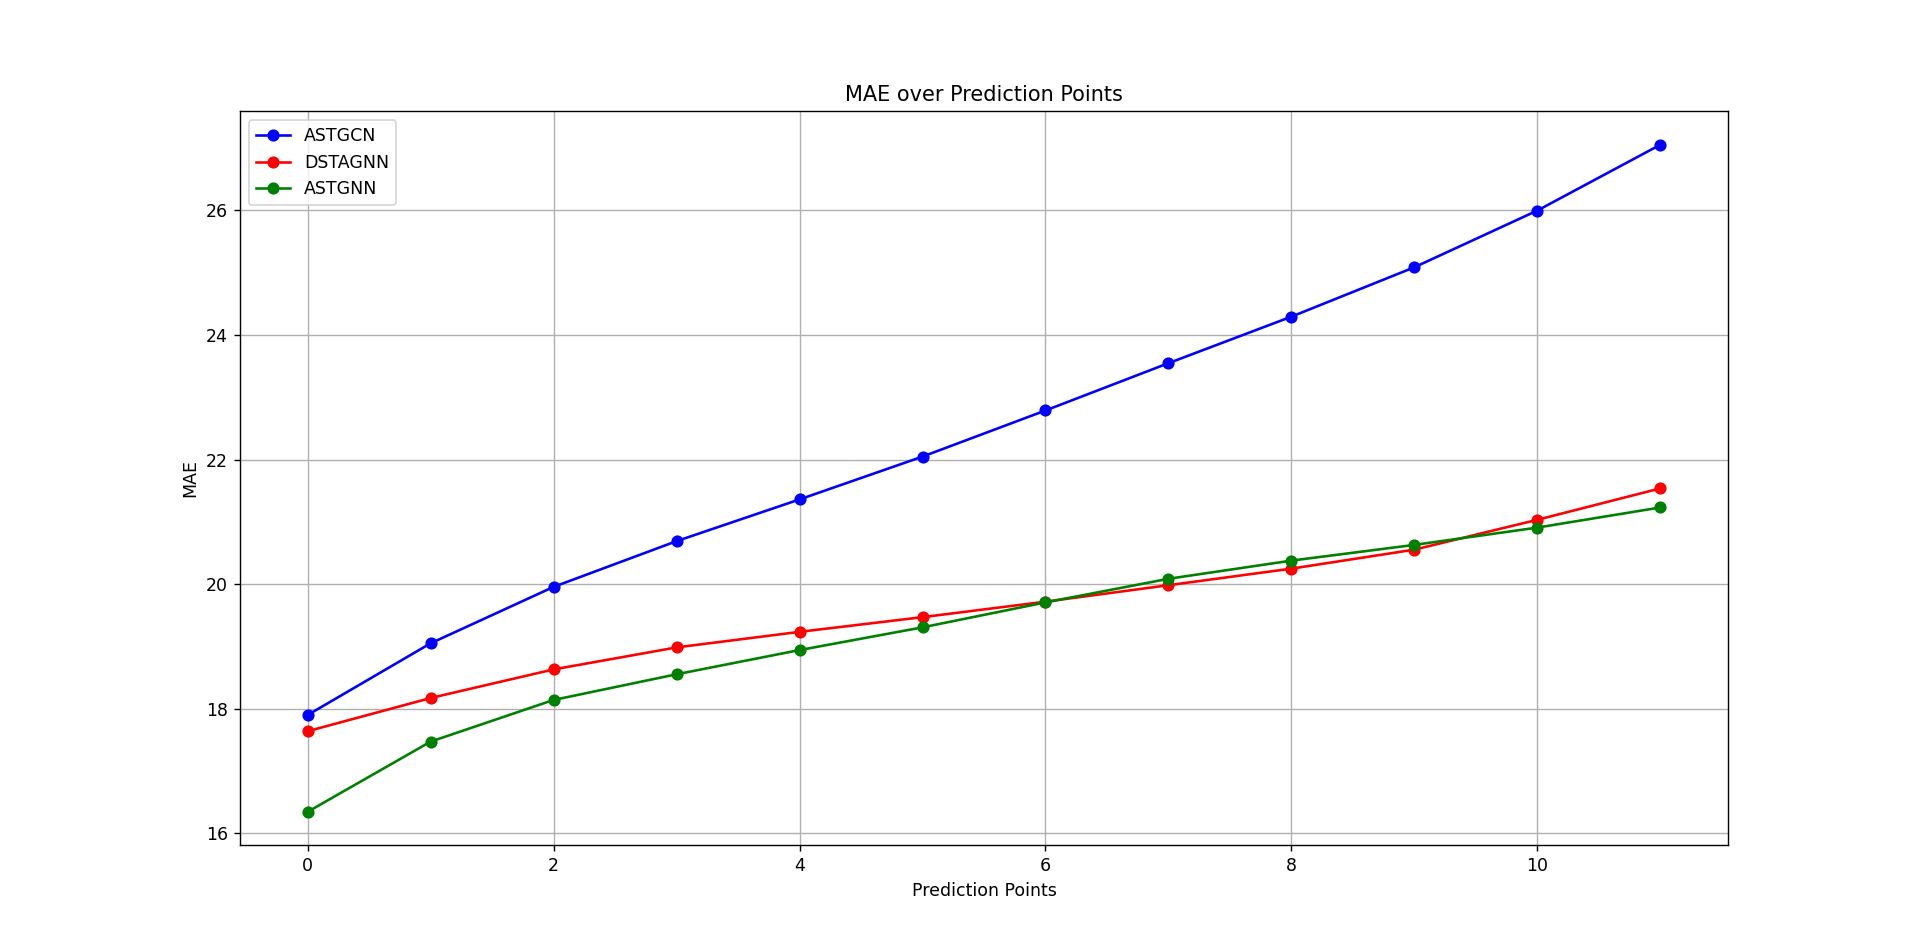 MAE over Prediction Points
ASTGCN
DSTAGNN
ASTGNN
26
24
22
20
18
16
MAE
0 2 4 6 8 10
Prediction Points